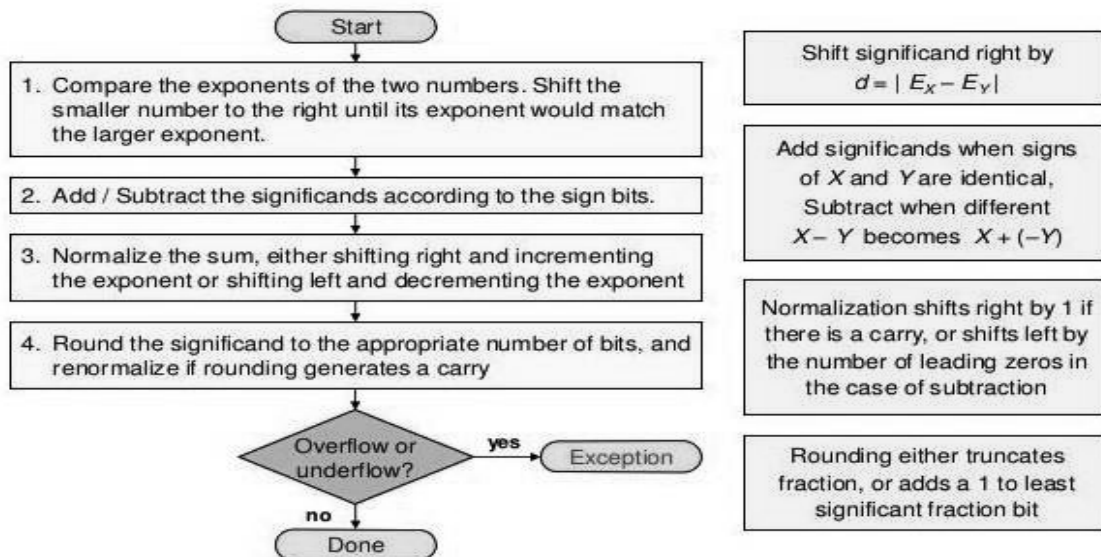 Start
1. Compare the exponents of the two numbers. Shift the
smaller number to the right until its exponent would match
the larger exponent.
2. Add / Subtract the significands according to the sign bits.
3. Normalize the sum, either shifting right and incrementing
the exponent or shifting left and decrementing the exponent
4. Round the significand to the appropriate number of bits, and
renormalize if rounding generates a carry
Overflow or
underflow?
yes
Exception
no
Done
Shift significand right by
d = | EX – EY |
Add significands when signs
of X and Y are identical,
Subtract when different
X – Y becomes X + (–Y)
Normalization shifts right by 1 if
there is a carry, or shifts left by
the number of leading zeros in
the case of subtraction
Rounding either truncates
fraction, or adds a 1 to least
significant fraction bit